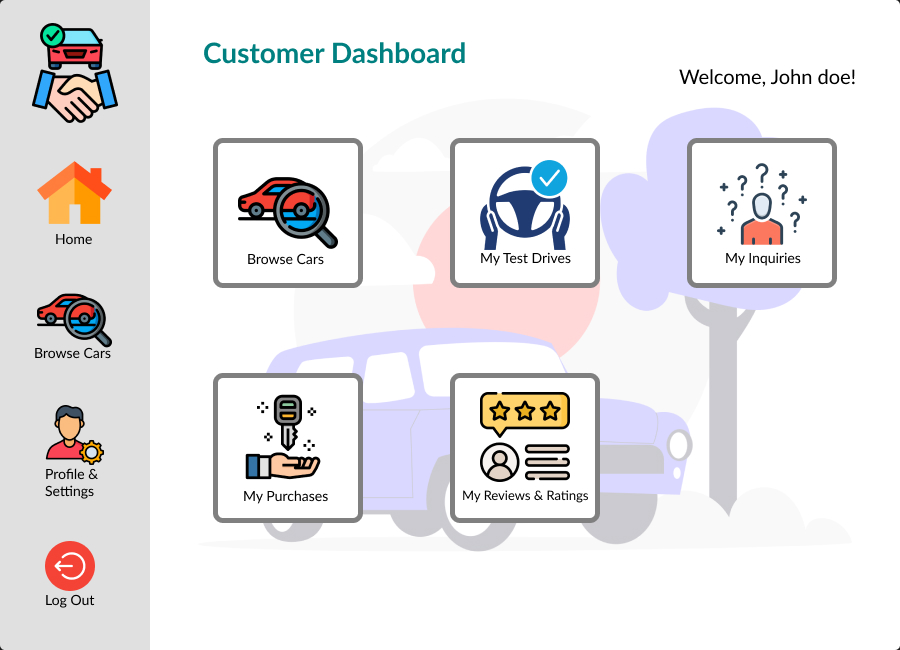 Customer Dashboard
Welcome, John doe!
Home
Browse Cars
Profile &
Settings
Log Out
Browse Cars
My Test Drives
My Inquiries
My Purchases
My Reviews & Ratings